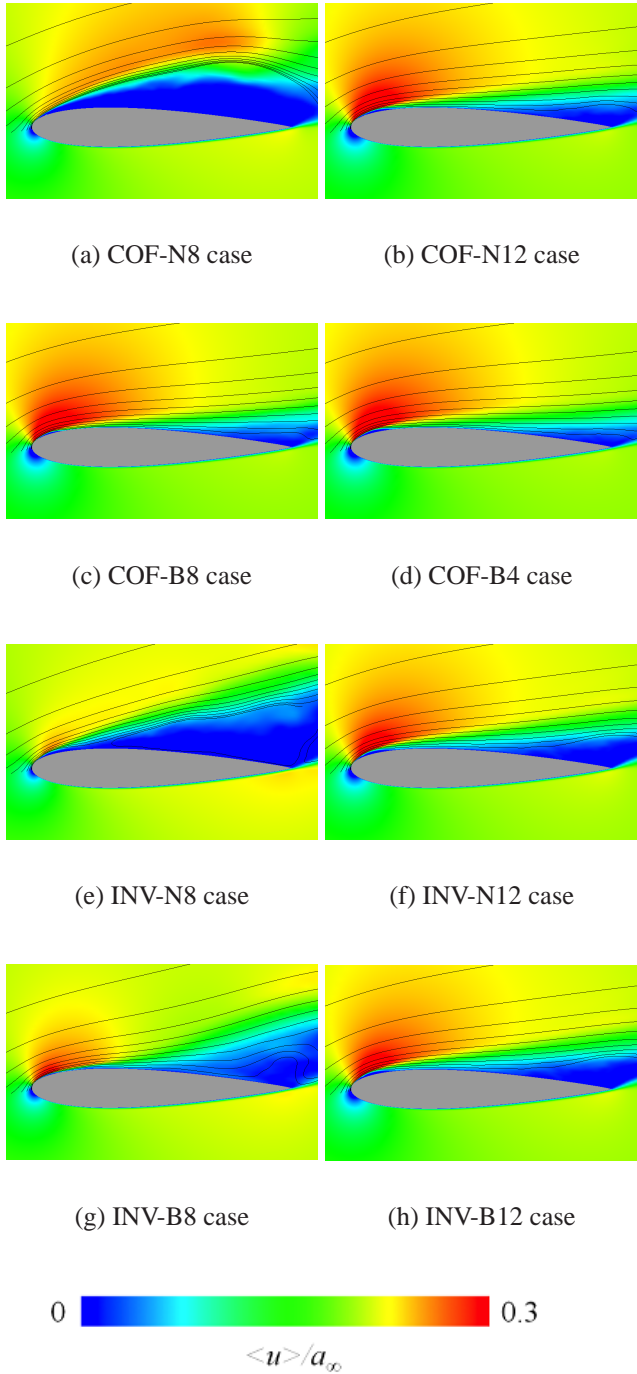 (a) COF-N8 case
(b) COF-N12 case
(c) COF-B8 case
(d) COF-B4 case
(e) INV-N8 case
(f) INV-N12 case
(g) INV-B8 case
(h) INV-B12 case
0 0.3
<u>/a∞